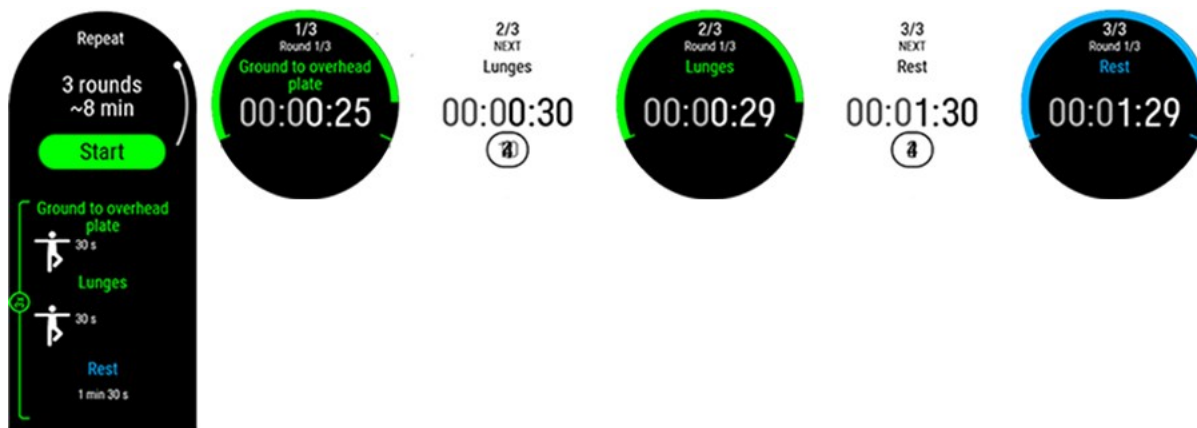 Repeat
3 rounds
~8 min
Start
Ground to overhead
plate
30 s
Lunges
30 s
Rest
1 min 30 s
1/3
Round 1/3
Ground to overhead
plate
00:00:25
2/3
NEXT
Lunges
00:00:30
2/3
Round 1/3
Lunges
00:00:29
3/3
NEXT
Rest
00:01:30
3/3
Round 1/3
Rest
00:01:29